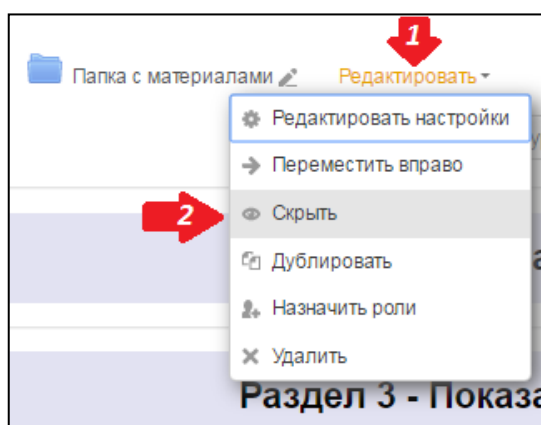 1
Папка с материалами Редактировать
Редактировать настройки
Переместить вправо
2 Скрыть
Дублировать
Назначить роли
Удалить
Раздел 3 - Показа